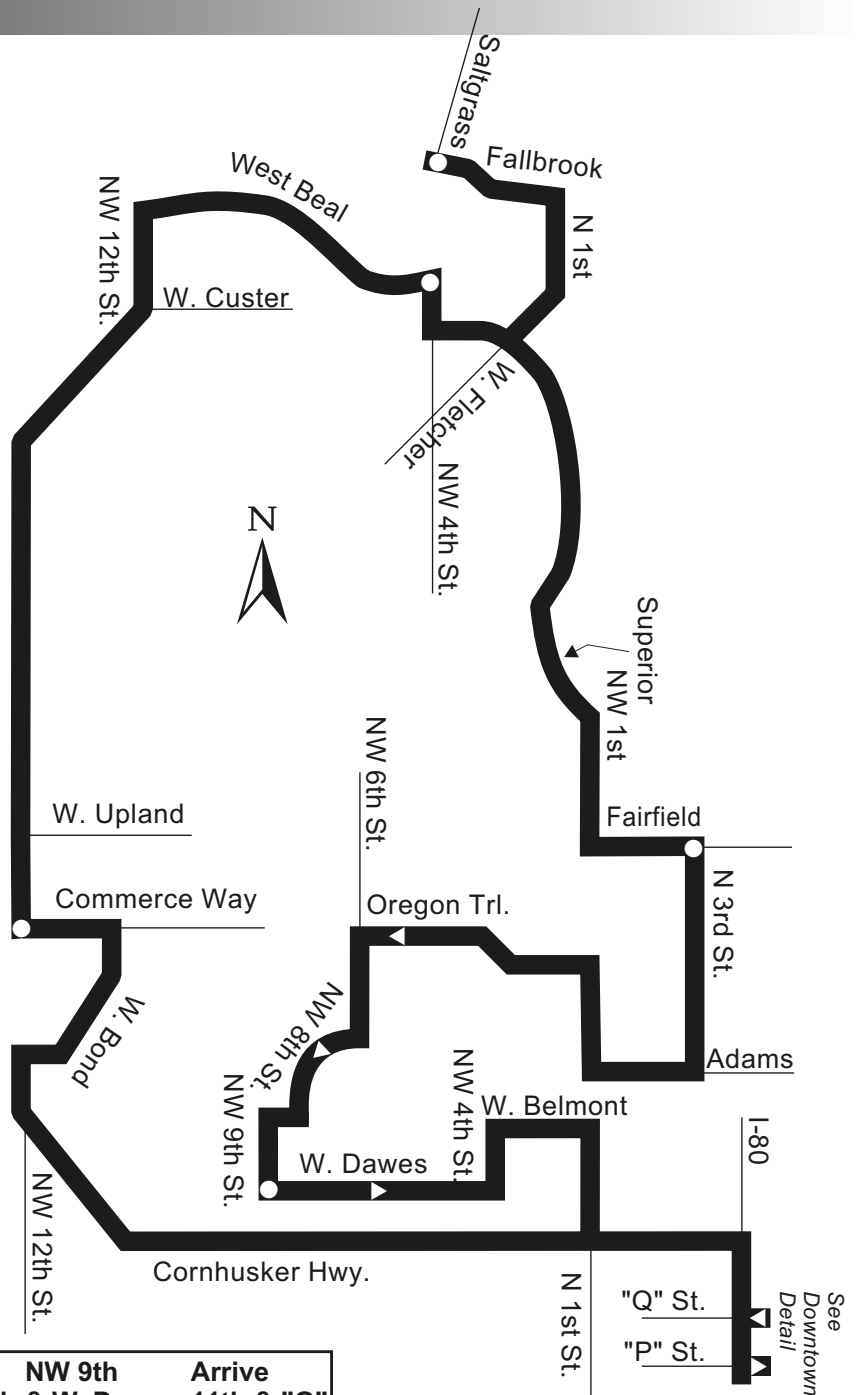 Saltgrass
Fallbrook
West Beal
N 1st
NW 12th St.
W. Custer
W. Fletcher
NW 4th St.
N
Superior
NW 1st
NW 6th St.
W. Upland
Fairfield
Commerce Way
Oregon Trl.
N 3rd St.
W. Bond
NW 8th St.
NW 9th St.
NW 4th St.
Adams
W. Belmont
I-80
W. Dawes
NW 12th St.
Cornhusker Hwy.
N 1st St.
"Q" St.
"P" St.
See
Downtown
Detail
NW 9th Arrive